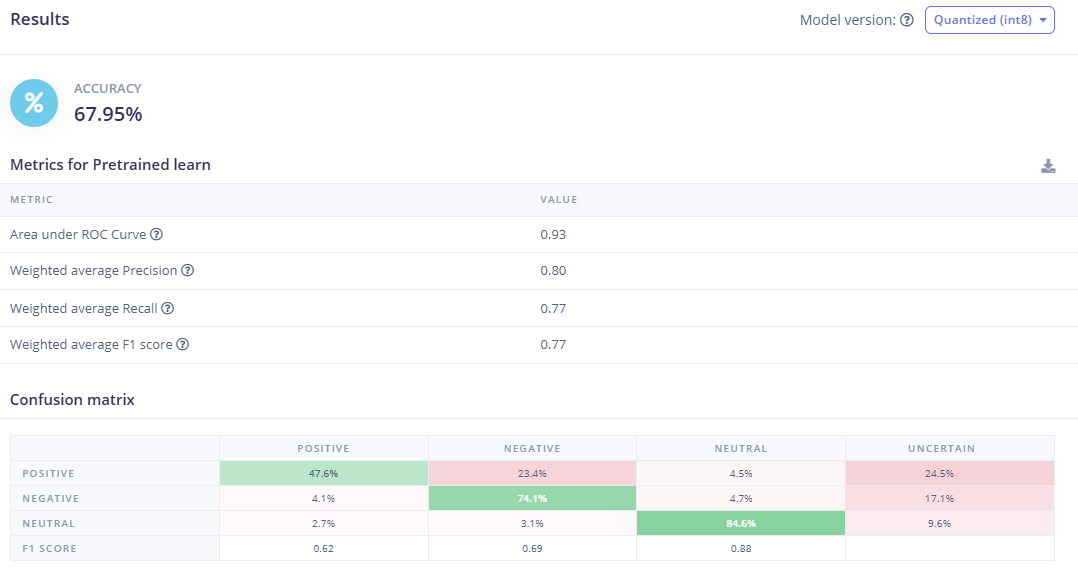 Results
Model version: Quantized (int8)
%
ACCURACY
67.95%
Metrics for Pretrained learn
METRIC VALUE
Area under ROC Curve ? 0.93
Weighted average Precision ? 0.80
Weighted average Recall ? 0.77
Weighted average F1 score ? 0.77
Confusion matrix
POSITIVE NEGATIVE NEUTRAL UNCERTAIN
POSITIVE 47.6% 23.4% 4.5% 24.5%
NEGATIVE 4.1% 74.1% 4.7% 17.1%
NEUTRAL 2.7% 3.1% 84.6% 9.6%
F1 SCORE 0.62 0.69 0.88